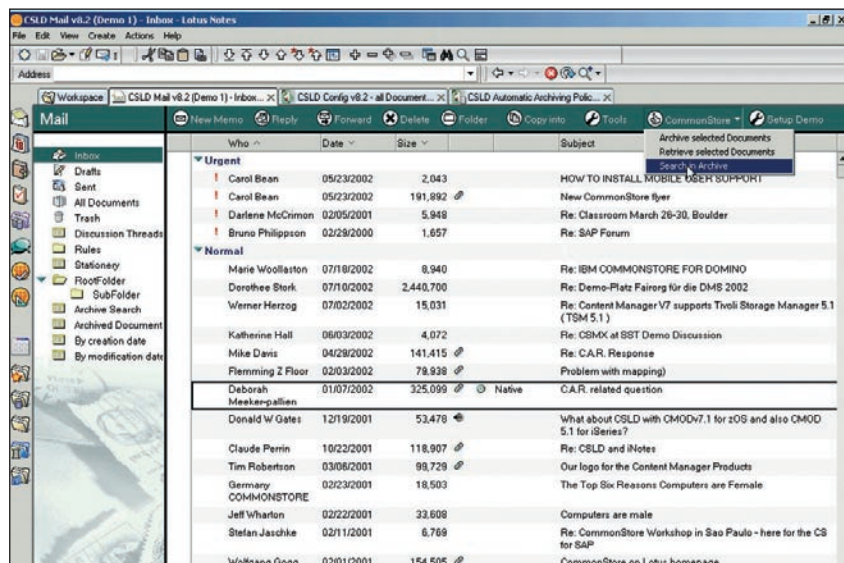 CSLD Mail v8.2 (Demo 1) - Inbox - Lotus Notes
File Edit View Create Actions Help
Address
Workspace CSLD Mail v8.2 (Demo 1) - Inbox... CSLD Config v8.2 - all Document... CSLD Automatic Archiving Polic...
Mail New Memo Reply Forward Delete Folder Copy into Tools CommonStore Setup Demo
Archive selected Documents
Retrieve selected Documents
Search in Archive
Inbox
Drafts
Sent
All Documents
Trash
Discussion Threads
Rules
Stationery
RootFolder
SubFolder
Archive Search
Archived Document
By creation date
By modification date
Who Date Size Subject
Urgent
! Carol Bean 05/23/2002 2,043 HOW TO INSTALL MOBILE USER SUPPORT
! Carol Bean 05/23/2002 191,892 New CommonStore flyer
! Darlene McCrimon 02/05/2001 5,948 Re: Classroom March 26-30, Boulder
! Bruno Philippson 02/29/2000 1,657 Re: SAP Forum
Normal
Marie Woollaston 07/18/2002 8,940 Re: IBM COMMONSTORE FOR DOMINO
Dorothee Stork 07/10/2002 2,440,700 Re: Demo-Platz Fairorg für die DMS 2002
Werner Herzog 07/02/2002 15,031 Re: Content Manager V7 supports Tivoli Storage Manager 5.1
(TSM 5.1)
Katherine Hall 06/03/2002 4,072 Re: CSMX at SST Demo Discussion
Mike Davis 04/29/2002 141,415 Re: C.A.R. Response
Flemming Z Floor 02/03/2002 79,938 Problem with mapping)
Deborah 01/07/2002 325,099 Native C.A.R. related question
Meeker-pallien
Donald W Gates 12/19/2001 53,478 What about CSLD with CMODv7.1 for zOS and also CMOD
5.1 for iSeries?
Claude Perrin 10/22/2001 118,907 Re: CSLD and iNotes
Tim Robertson 03/06/2001 99,729 Our logo for the Content Manager Products
Germany 02/23/2001 18,503 The Top Six Reasons Computers are Female
COMMONSTORE
Jeff Wharton 02/22/2001 33,608 Computers are male
Stefan Jaschke 02/11/2001 6,769 Re: CommonStore Workshop in Sao Paulo - here for the CS
for SAP
Wolfgang 02/01/2001 154,505 CommonStore on Lotus homepage